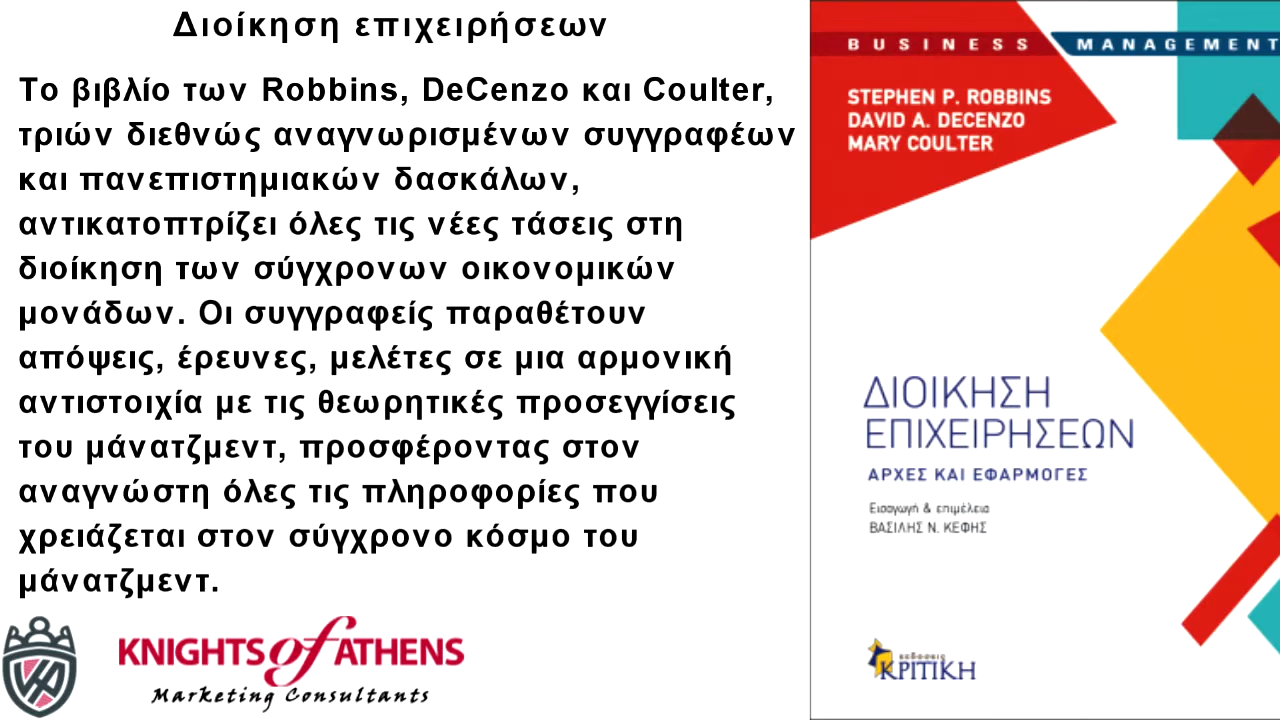 Διοίκηση επιχειρήσεων
Το βιβλίο των Robbins, DeCenzo και Coulter,
τριών διεθνώς αναγνωρισμένων συγγραφέων
και πανεπιστημιακών δασκάλων,
αντικατοπτρίζει όλες τις νέες τάσεις στη
διοίκηση των σύγχρονων οικονομικών
μονάδων. Οι συγγραφείς παραθέτουν
απόψεις, έρευνες, μελέτες σε μια αρμονική
αντιστοιχία με τις θεωρητικές προσεγγίσεις
του μάνατζμεντ, προσφέροντας στον
αναγνώστη όλες τις πληροφορίες που
χρειάζεται στον σύγχρονο κόσμο του
μάνατζμεντ.
KNIGHTS of ATHENS
Marketing Consultants
BUSINESS MANAGEMENT
STEPHEN P. ROBBINS
DAVID A. DECENZO
MARY COULTER
ΔΙΟΙΚΗΣΗ
ΕΠΙΧΕΙΡΗΣΕΩΝ
ΑΡΧΕΣ ΚΑΙ ΕΦΑΡΜΟΓΕΣ
Εισαγωγή & επιμέλεια
ΒΑΣΙΛΗΣ Ν. ΚΕΦΗΣ
εκδοσεις
ΚΡΙΤΙΚΗ